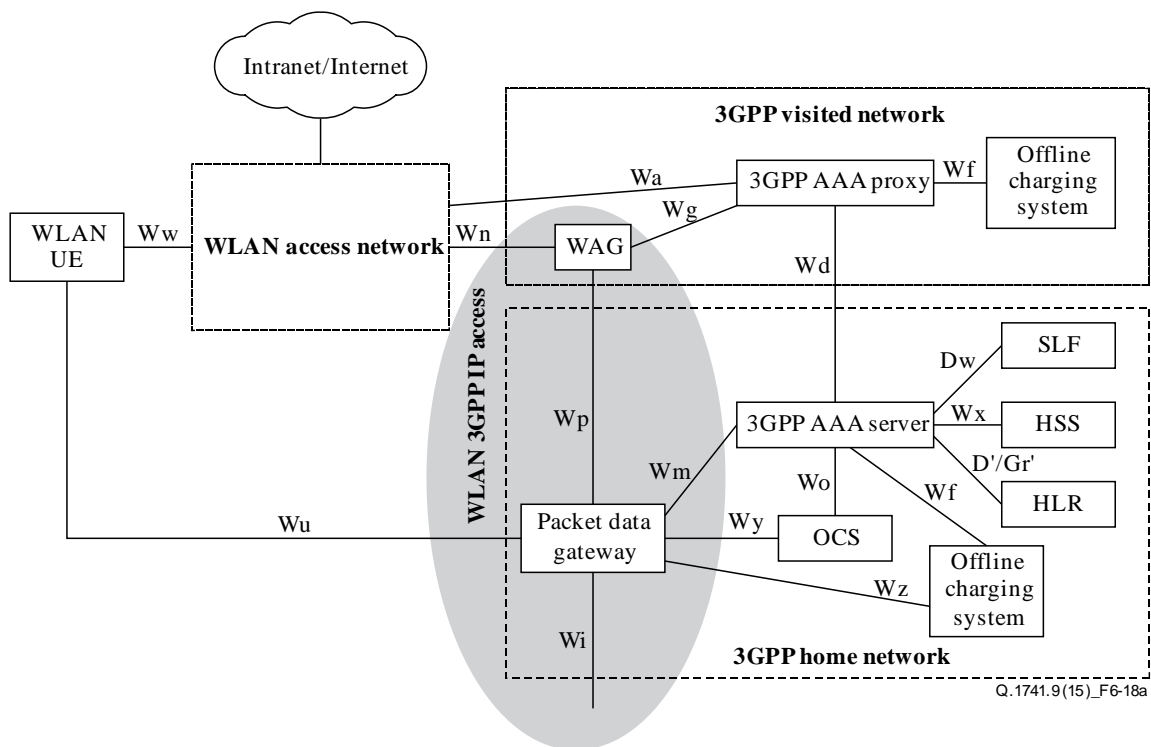 Intranet/Internet
3GPP visited network
Offline
charging
system
Wf
3GPP AAA proxy
Wa
Wg
WLAN
UE
Ww
WLAN access network
Wn
WAG
Wd
WLAN 3GPP IP access
SLF
Dw
Wp
3GPP AAA server
Wx
HSS
Wm
D'/Gr'
Wo
Wf
HLR
Wu
Packet data
gateway
Wy
OCS
Offline
charging
system
Wz
Wi
3GPP home network
Q.1741.9(15)_F6-18a